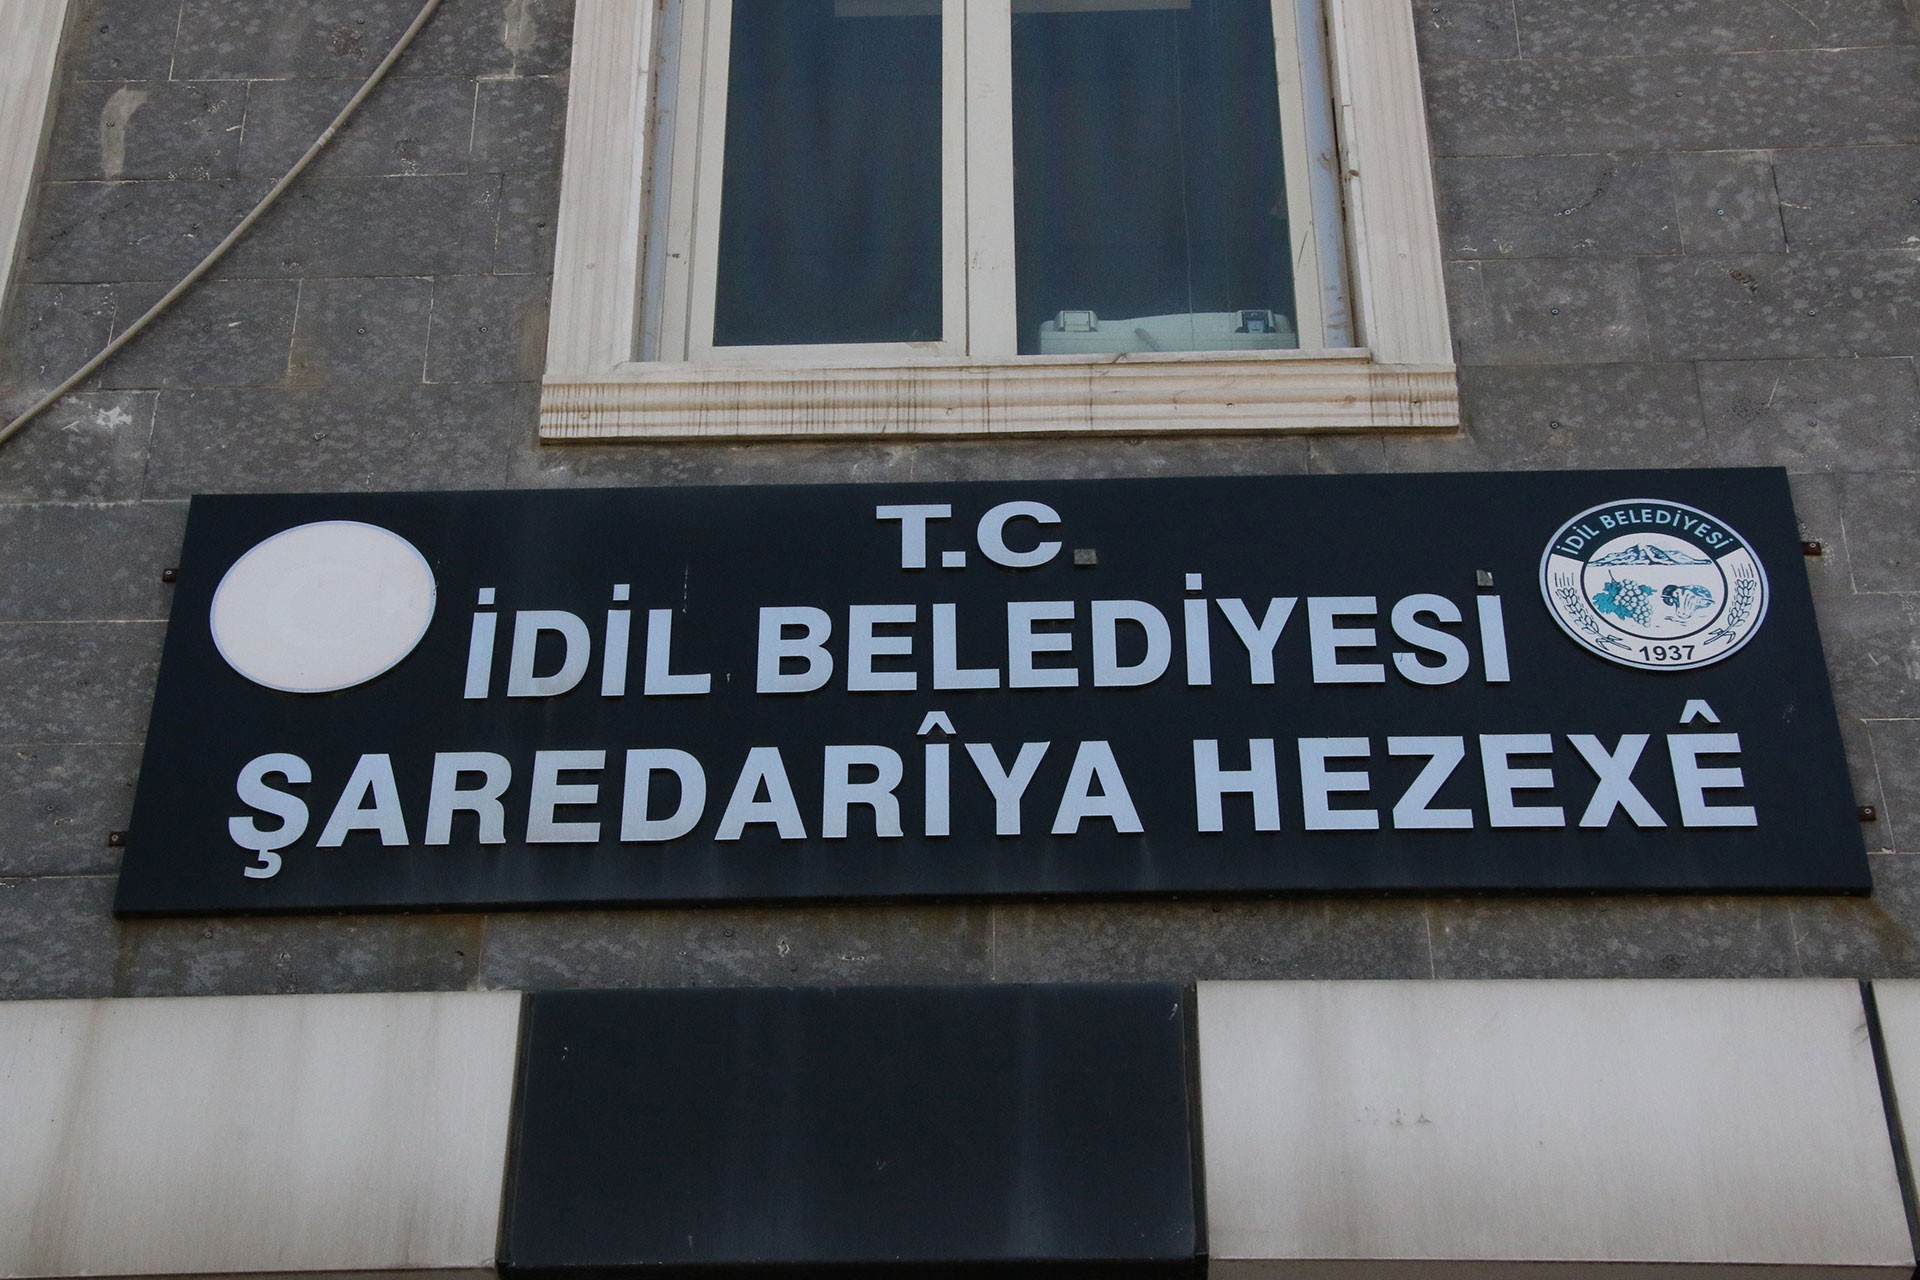 T.C
İDİL BELEDİYESİ
ŞAREDARÎYA HEZEXÊ
İDİL BELEDİYESİ
1937